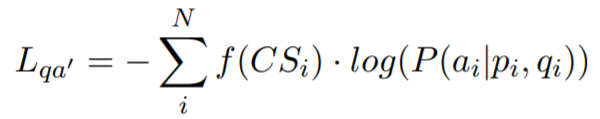 L_{qa'} = -\sum_{i}^{N} f(CS_i) \cdot log(P(a_i|p_i, q_i))